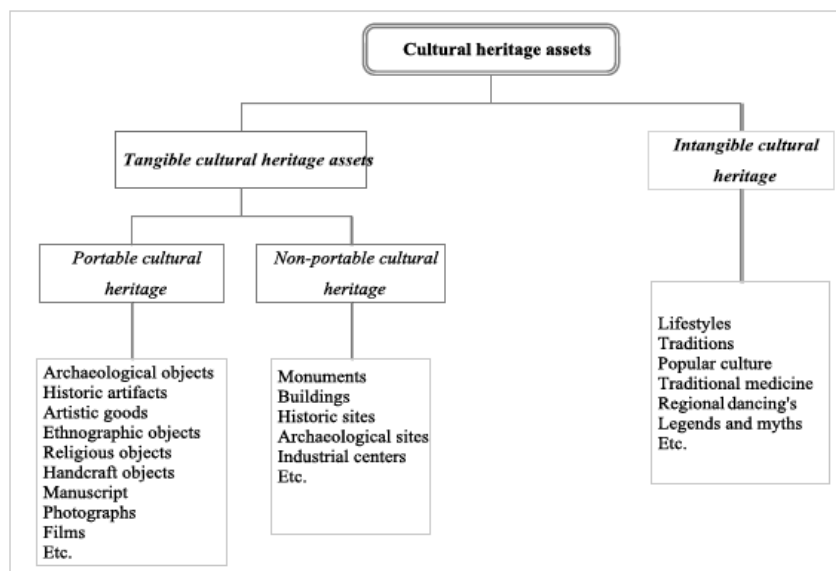 Cultural heritage assets
Tangible cultural heritage assets
Intangible cultural
heritage
Portable cultural
heritage
Non-portable cultural
heritage
Archaeological objects
Historic artifacts
Artistic goods
Ethnographic objects
Religious objects
Handcraft objects
Manuscript
Photographs
Films
Etc.
Monuments
Buildings
Historic sites
Archaeological sites
Industrial centers
Etc.
Lifestyles
Traditions
Popular culture
Traditional medicine
Regional dancing's
Legends and myths
Etc.